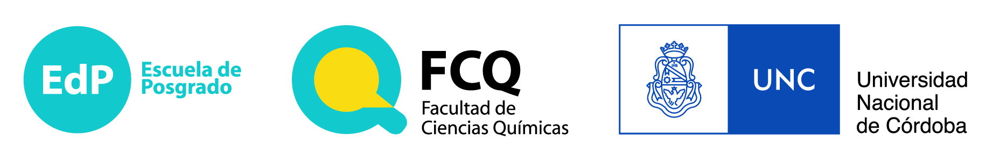 EdP
Escuela de
Posgrado
FCQ
Facultad de
Ciencias Químicas
IHS
UNC
Universidad
Nacional
de Córdoba